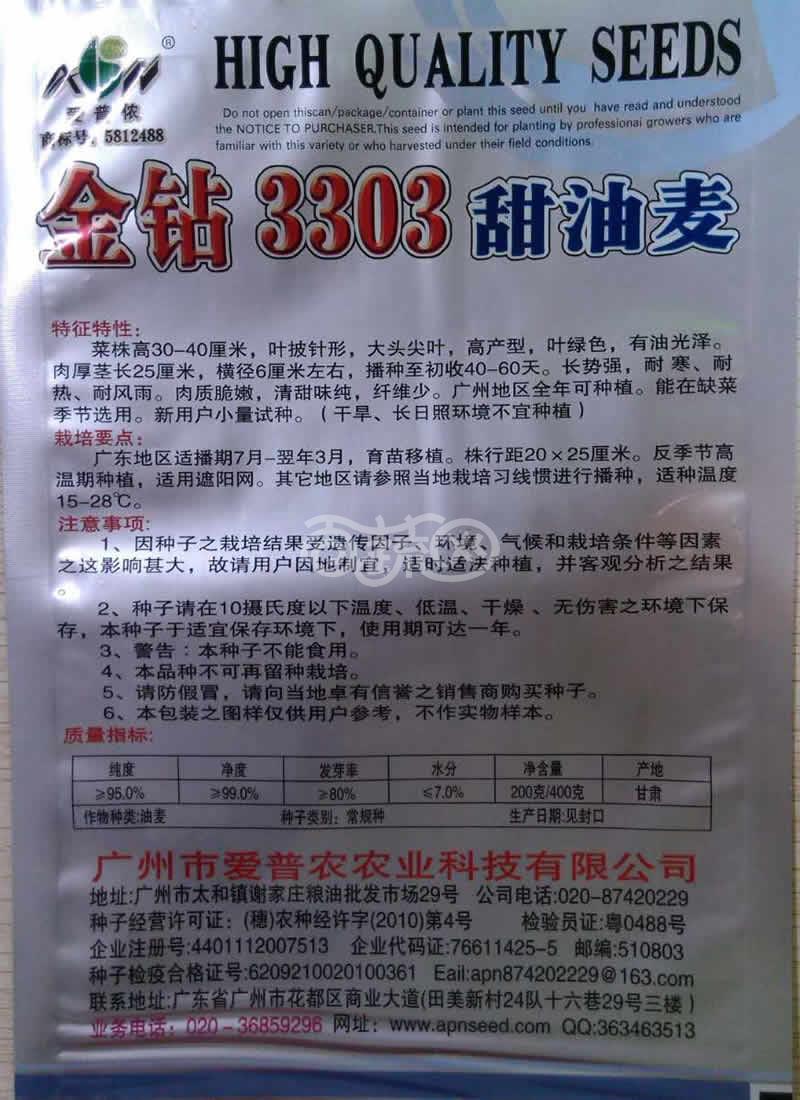 ®
HIGH QUALITY SEEDS
爱普侬
商标号：5812488
Do not open thiscan/package/container or plant this seed until you have read and understood
the NOTICE TO PURCHASER.This seed is intended for planting by professional growers who are
familiar with this variety or who harvested under their field conditions.
金钻 3303 甜油麦
特征特性：
菜株高30-40厘米，叶披针形，大头尖叶，高产型，叶绿色，有油光泽。
肉厚茎长25厘米，横径6厘米左右，播种至初收40-60天。长势强，耐寒、耐
热、耐风雨。肉质脆嫩，清甜味纯，纤维少。广州地区全年可种植。能在缺菜
季节选用。新用户小量试种。（干旱、长日照环境不宜种植）
栽培要点：
广东地区适播期7月-翌年3月，育苗移植。株行距20×25厘米。反季节高
温期种植，适用遮阳网。其它地区请参照当地栽培习线惯进行播种，适种温度
15-28℃。
注意事项：
1、因种子之栽培结果受遗传因子、环境、气候和栽培条件等因素
之这影响甚大，故请用户因地制宜，适时适法种植，并客观分析之结果
。
2、种子请在10摄氏度以下温度、低温、干燥、无伤害之环境下保
存，本种子于适宜保存环境下，使用期可达一年。
3、警告：本种子不能食用。
4、本品种不可再留种栽培。
5、请防假冒，请向当地卓有信誉之销售商购买种子。
6、本包装之图样仅供用户参考，不作实物样本。
质量指标：
纯度 净度 发芽率 水分 净含量 产地
≥95.0% ≥99.0% ≥80% ≤7.0% 200克/400克 甘肃
作物种类:油麦 种子类别：常规种 生产日期:见封口
广州市爱普农农业科技有限公司
地址:广州市太和镇谢家庄粮油批发市场29号 公司电话:020-87420229
种子经营许可证：(穗)农种经许字(2010)第4号 检验员证:粤0488号
企业注册号:4401112007513 企业代码证:76611425-5 邮编:510803
种子检疫合格证号:6209210020100361 Eail:apn874202229@163.com
联系地址:广东省广州市花都区商业大道(田美新村24队十六巷29号三楼)
业务电话：020-36859296 网址：www.apnseed.com QQ:363463513